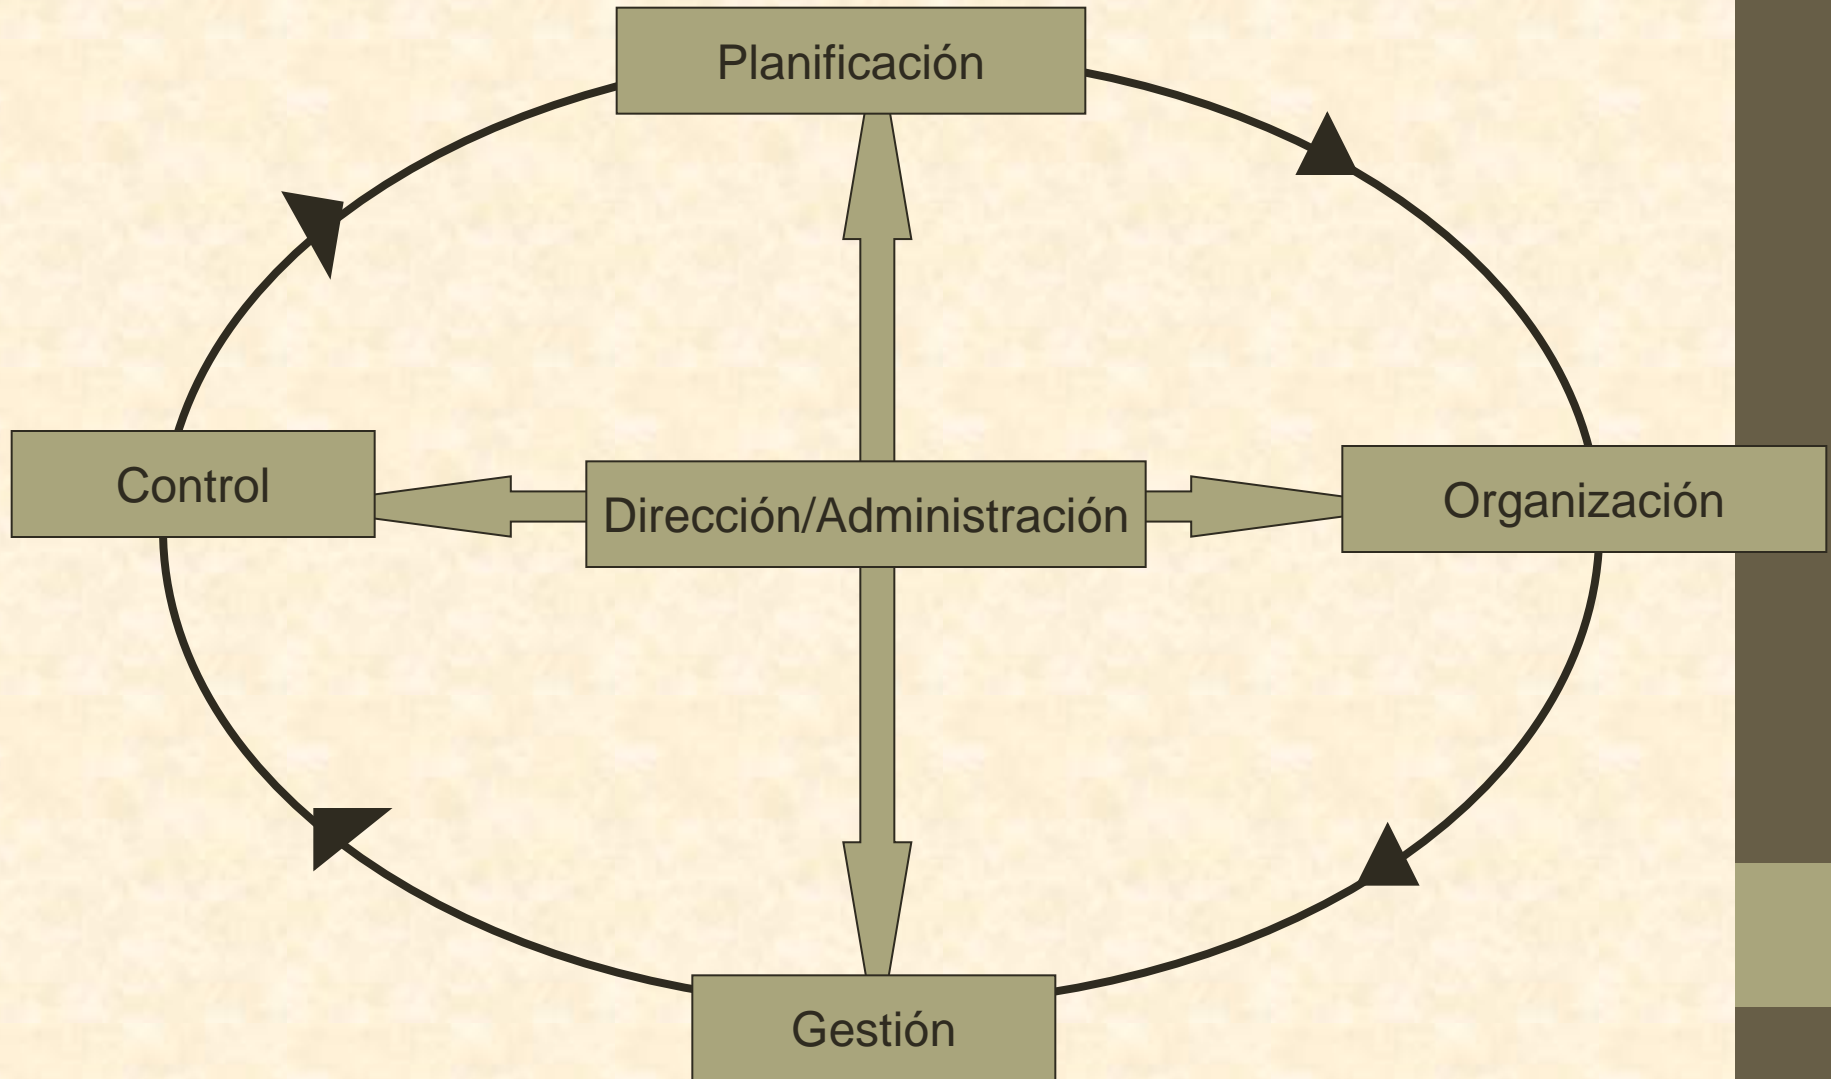 Planificación
Control
Dirección/Administración
Organización
Gestión